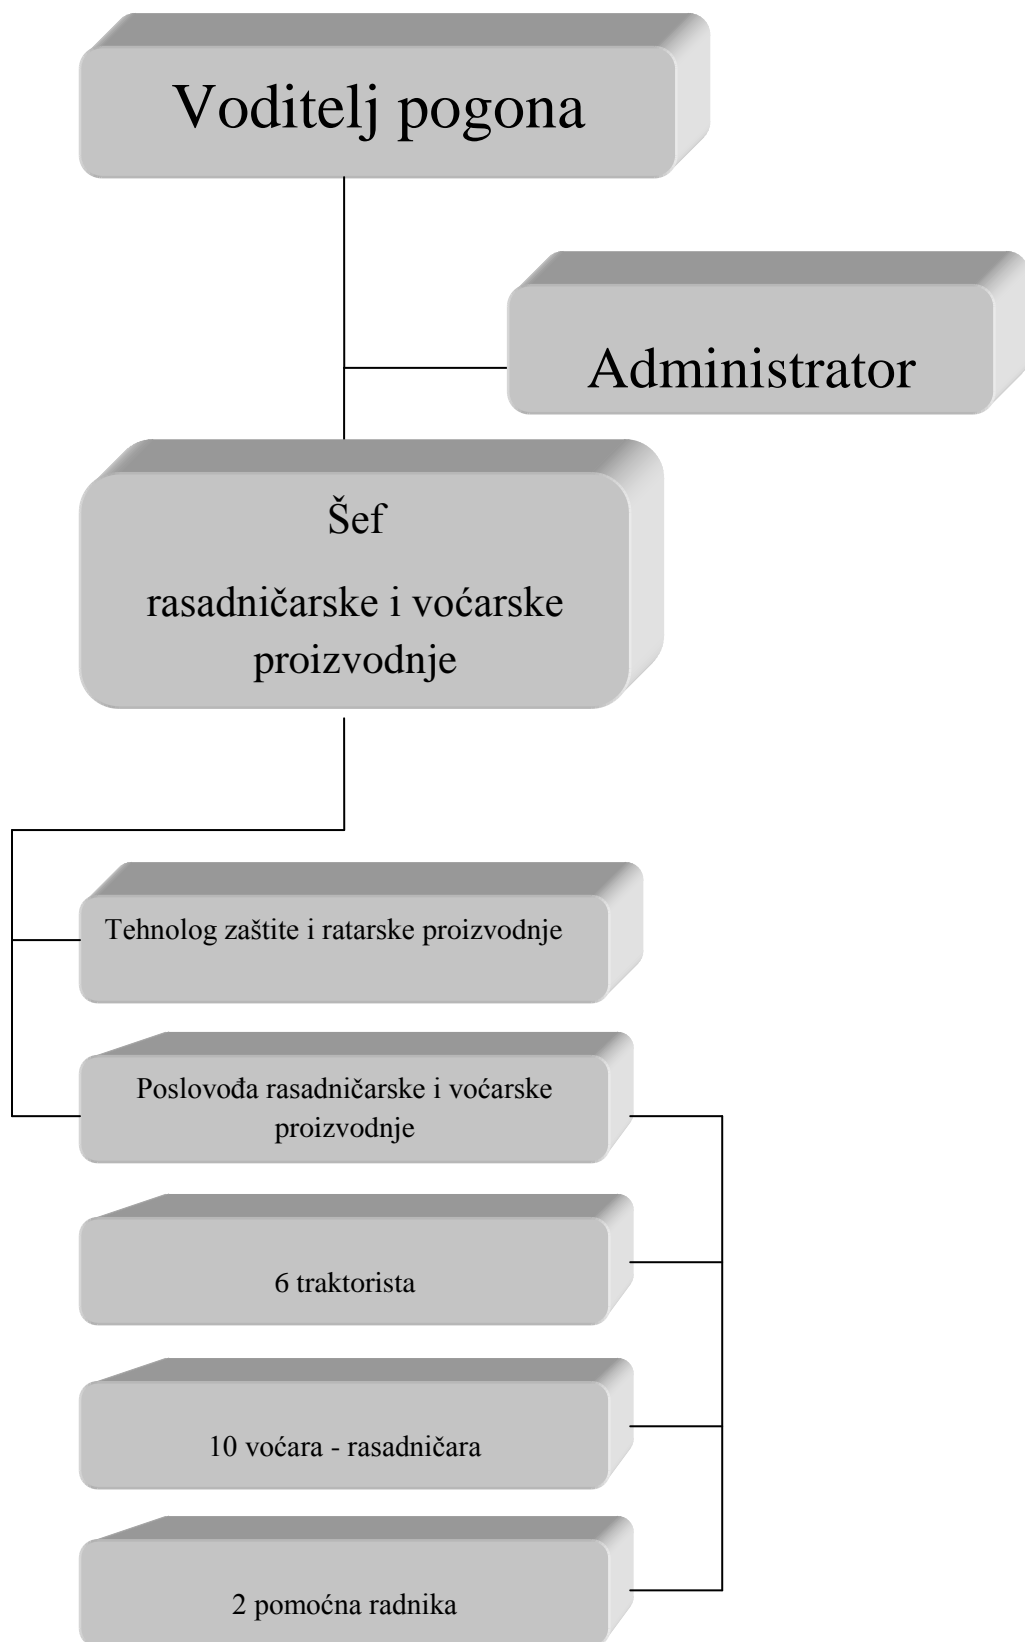 Voditelj pogona
Administrator
Šef
rasadničarske i voćarske
proizvodnje
Tehnolog zaštite i ratarske proizvodnje
Poslovođa rasadničarske i voćarske
proizvodnje
6 traktorista
10 voćara - rasadničara
2 pomoćna radnika